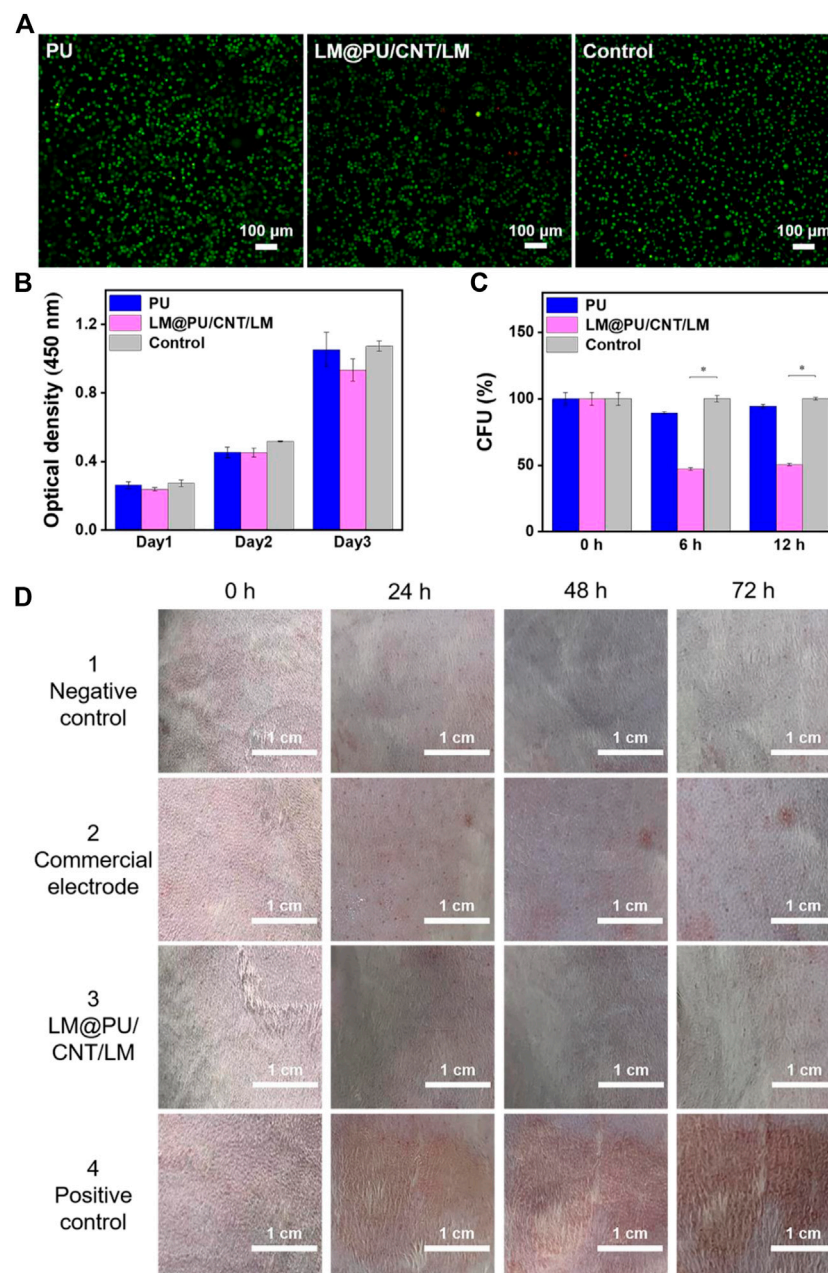 A
PU
LM@PU/CNT/LM
Control
100 µm
100 µm
100 µm
B
PU
LM@PU/CNT/LM
Control
Optical density (450 nm)
1.2
0.8
0.4
0.0
Day1
Day2
Day3
C
PU
LM@PU/CNT/LM
Control
CFU (%)
150
100
50
0
*
*
0 h
6 h
12 h
D
0 h
24 h
48 h
72 h
1
Negative
control
1 cm
1 cm
1 cm
1 cm
2
Commercial
electrode
1 cm
1 cm
1 cm
1 cm
3
LM@PU/
CNT/LM
1 cm
1 cm
1 cm
1 cm
4
Positive
control
1 cm
1 cm
1 cm
1 cm